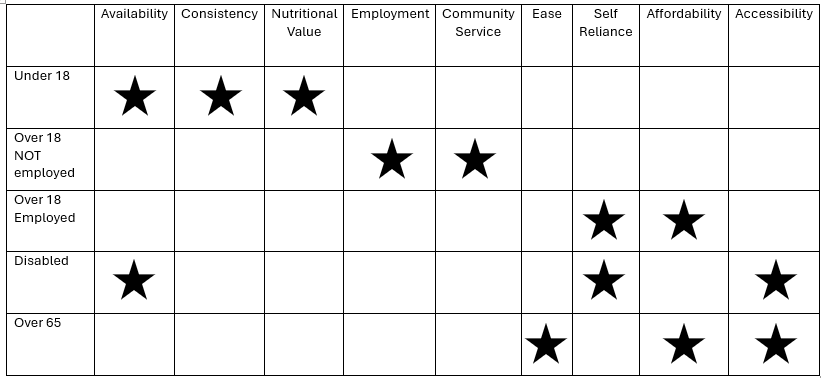 Availability
Consistency
Nutritional
Value
Employment
Community
Service
Ease
Self
Reliance
Affordability
Accessibility
Under 18
Over 18
NOT
employed
Over 18
Employed
Disabled
Over 65